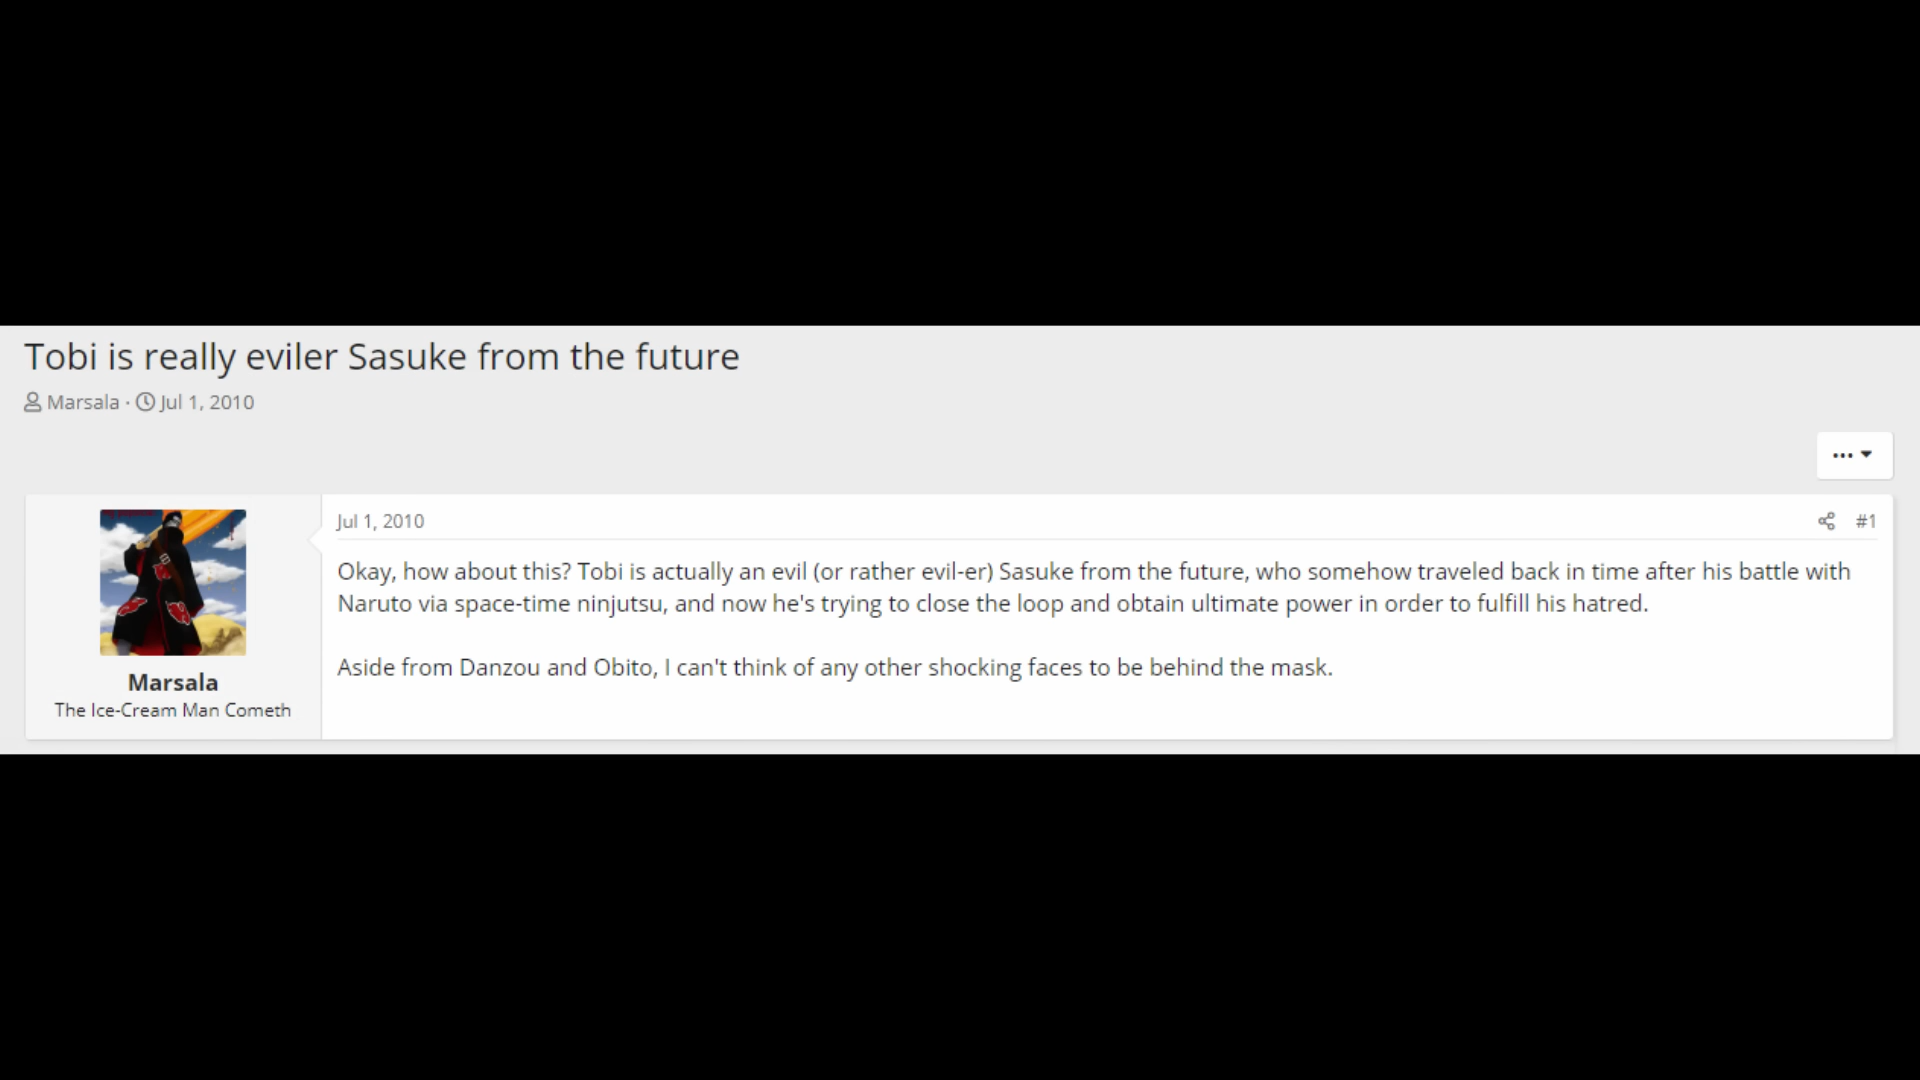 Tobi is really eviler Sasuke from the future
Marsala · Jul 1, 2010
Jul 1, 2010
#1
Okay, how about this? Tobi is actually an evil (or rather evil-er) Sasuke from the future, who somehow traveled back in time after his battle with
Naruto via space-time ninjutsu, and now he's trying to close the loop and obtain ultimate power in order to fulfill his hatred.
Aside from Danzou and Obito, I can't think of any other shocking faces to be behind the mask.
Marsala
The Ice-Cream Man Cometh